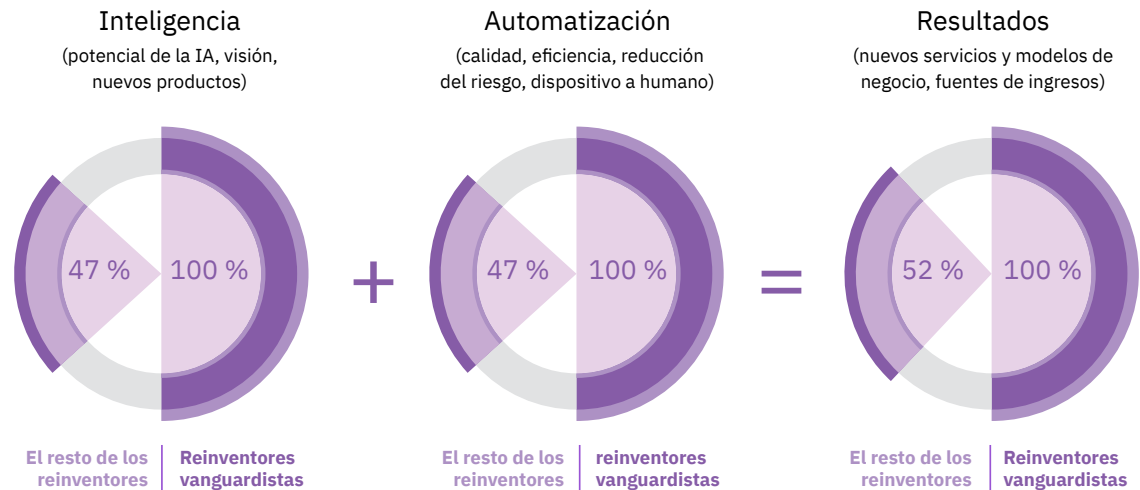 Inteligencia
(potencial de la IA, visión,
nuevos productos)
47 %
100 %
El resto de los
reinventores
Reinventores
vanguardistas
+
Automatización
(calidad, eficiencia, reducción
del riesgo, dispositivo a humano)
47 %
100 %
El resto de los
reinventores
reinventores
vanguardistas
=
Resultados
(nuevos servicios y modelos de
negocio, fuentes de ingresos)
52 %
100 %
El resto de los
reinventores
Reinventores
vanguardistas